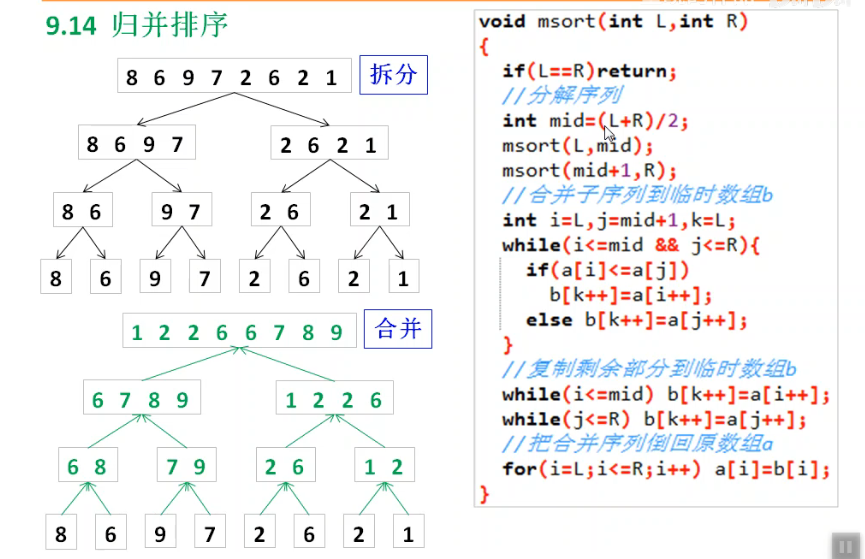 9.14 归并排序
8 6 9 7 2 6 2 1
拆分
8 6 9 7
2 6 2 1
8 6
9 7
2 6
2 1
8
6
9
7
2
6
2
1
1 2 2 6 6 7 8 9
合并
6 7 8 9
1 2 2 6
6 8
7 9
2 6
1 2
8
6
9
7
2
6
2
1
void msort(int L,int R)
{
if(L==R)return;
//分解序列
int mid=(L+R)/2;
msort(L,mid);
msort(mid+1,R);
//合并子序列到临时数组b
int i=L,j=mid+1,k=L;
while(i<=mid && j<=R){
if(a[i]<=a[j])
b[k++]=a[i++];
else b[k++]=a[j++];
}
//复制剩余部分到临时数组b
while(i<=mid) b[k++]=a[i++];
while(j<=R) b[k++]=a[j++];
//把合并序列倒回原数组a
for(i=L;i<=R;i++) a[i]=b[i];
}